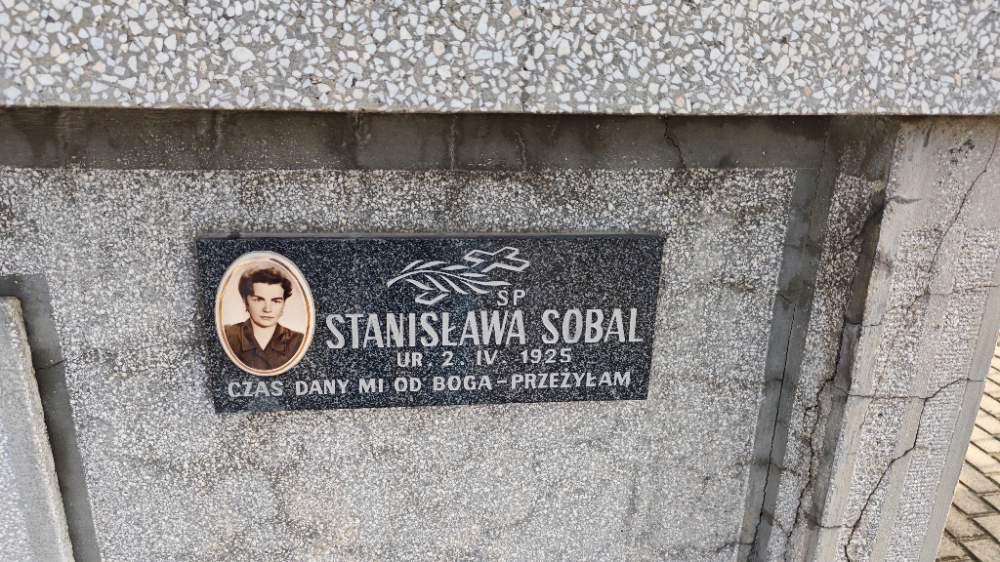 SP
STANISŁAWA SOBAL
UR. 2. IV. 1925
CZAS DANY MI OD BOGA - PRZEŻYŁAM